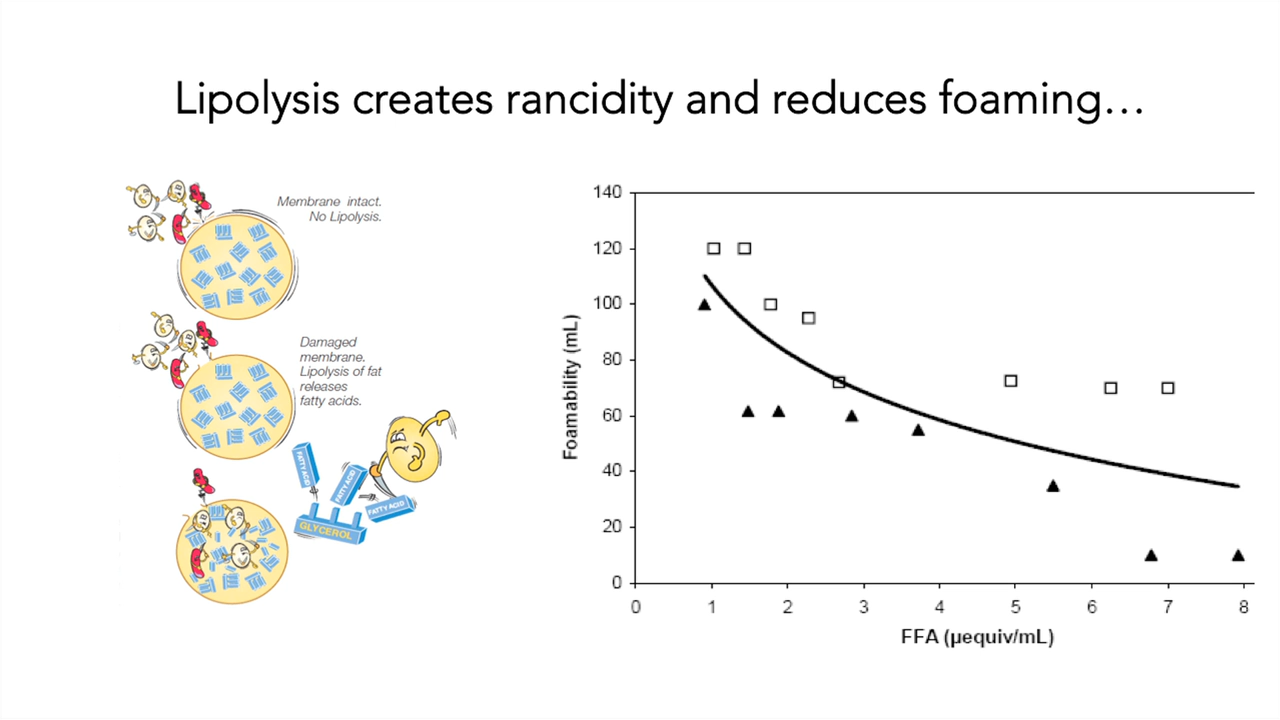 Lipolysis creates rancidity and reduces foaming…
Membrane intact.
No Lipolysis.
Damaged
membrane.
Lipolysis of fat
releases
fatty acids.
FATTY ACID
FATTY ACID
FATTY ACID
GLYCEROL
140
120
100
80
60
40
20
0
Foamability (mL)
0 1 2 3 4 5 6 7 8
FFA (µequiv/mL)